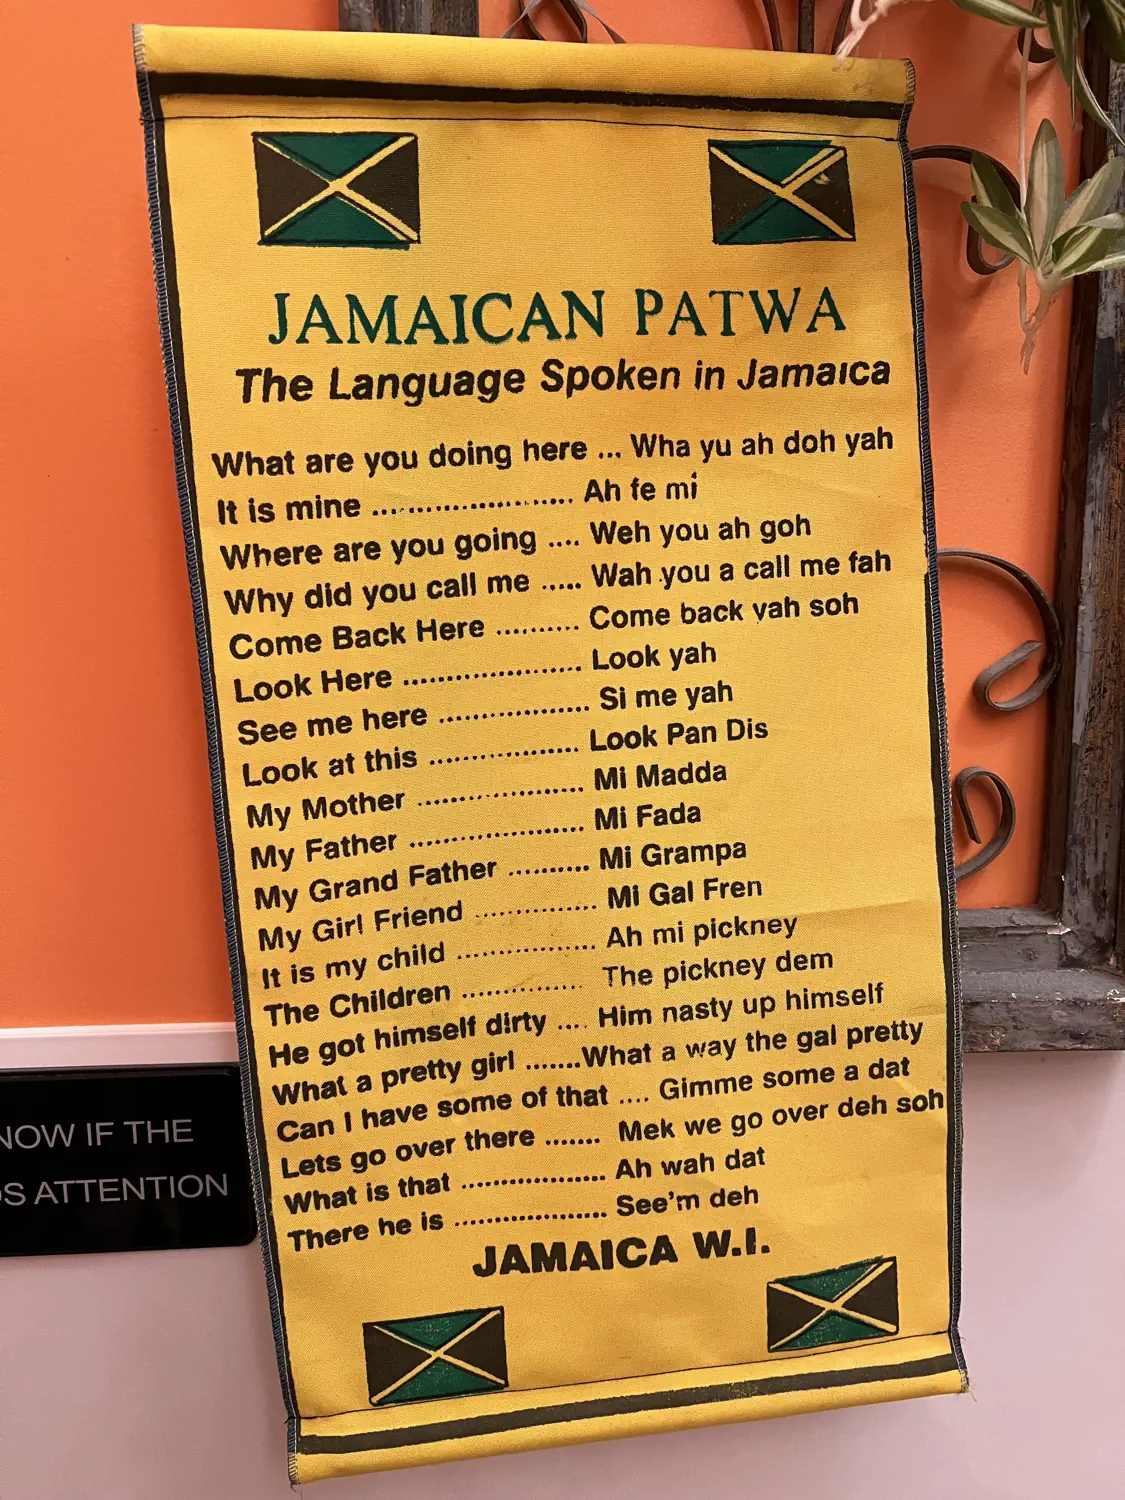 JAMAICAN PATWA
The Language Spoken in Jamaica
What are you doing here ... Wha yu ah doh yah
It is mine ........................ Ah fe mi
Where are you going .... Weh you ah goh
Why did you call me ..... Wah you a call me fah
Come Back Here .......... Come back yah soh
Look Here ..................... Look yah
See me here .................. Si me yah
Look at this .................. Look Pan Dis
My Mother .................... Mi Madda
My Father ..................... Mi Fada
My Grand Father .......... Mi Grampa
My Girl Friend ............... Mi Gal Fren
It is my child ................. Ah mi pickney
The Children ............... The pickney dem
He got himself dirty .... Him nasty up himself
What a pretty girl .......What a way the gal pretty
Can I have some of that .... Gimme some a dat
Lets go over there ....... Mek we go over deh soh
What is that .................. Ah wah dat
There he is .................... See'm deh
JAMAICA W.I.
NOW IF THE
S ATTENTION